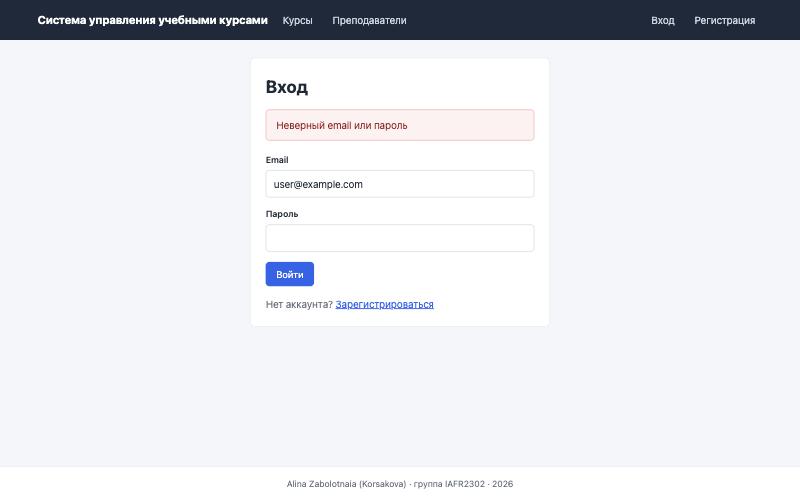 Система управления учебными курсами Курсы Преподаватели Вход Регистрация
Вход
Неверный email или пароль
Email
user@example.com
Пароль
Войти
Нет аккаунта? Зарегистрироваться
Alina Zabolotnaia (Korsakova) · группа IAFR2302 · 2026